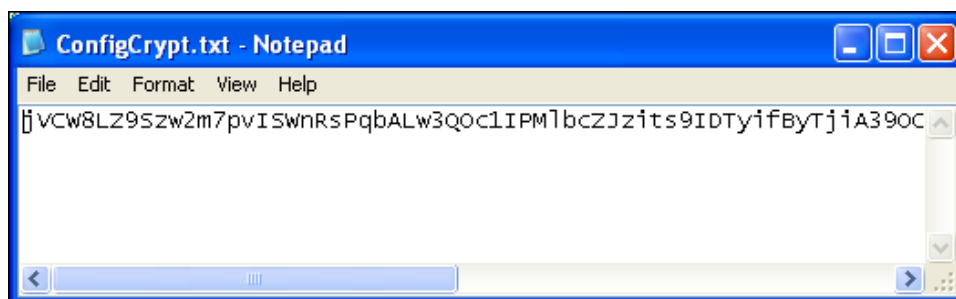 ConfigCrypt.txt - Notepad
File Edit Format View Help
jVCW8LZ9Szw2m7pvISWnRsPqbALw3QOc1IPMlbcZJzits9IDTyifByTjiA39OC